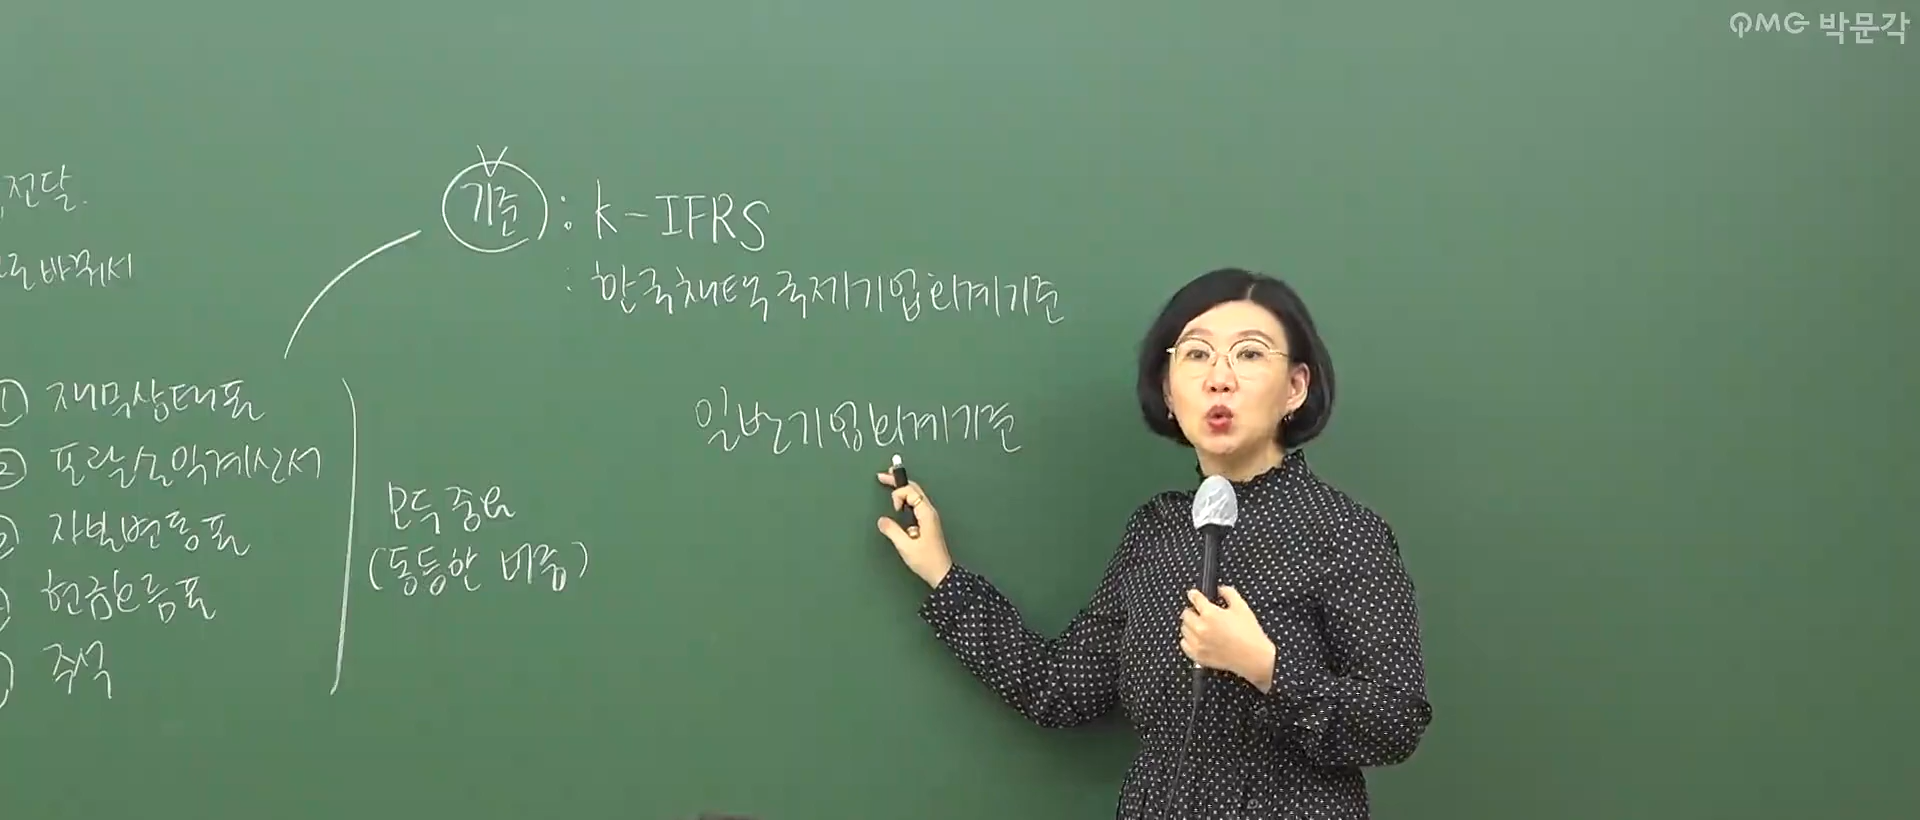 PMG 박문각
전달.
로 바꿔서
기준 : K-IFRS
: 한국채택국제기업회계기준
일반기업회계기준
① 재무상태표
② 포괄손익계산서
자본변동표
현금흐름표
주석
모두 중요
(동등한 비중)